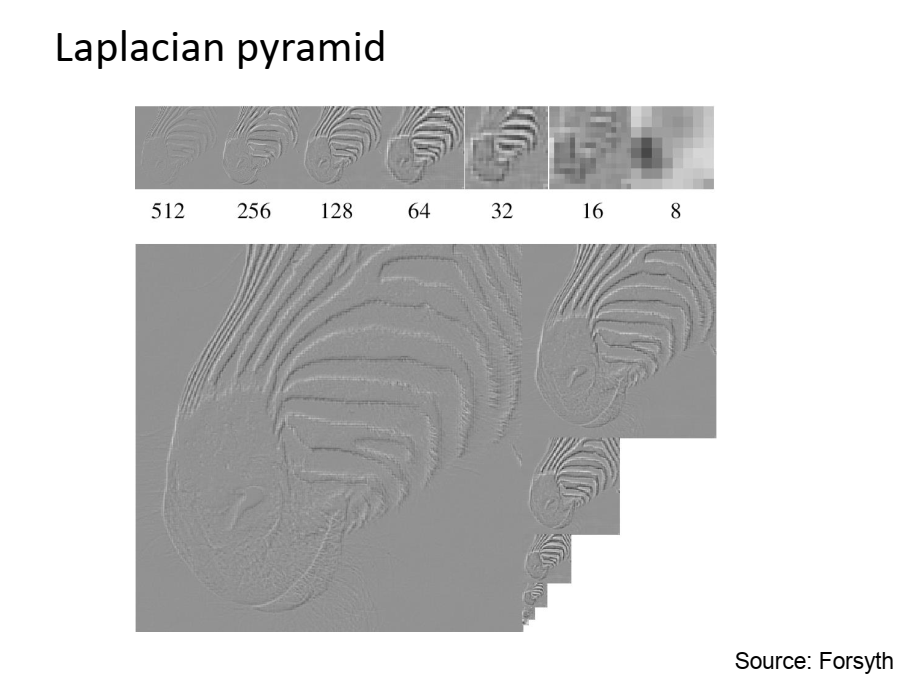 Laplacian pyramid
512 256 128 64 32 16 8
Source: Forsyth